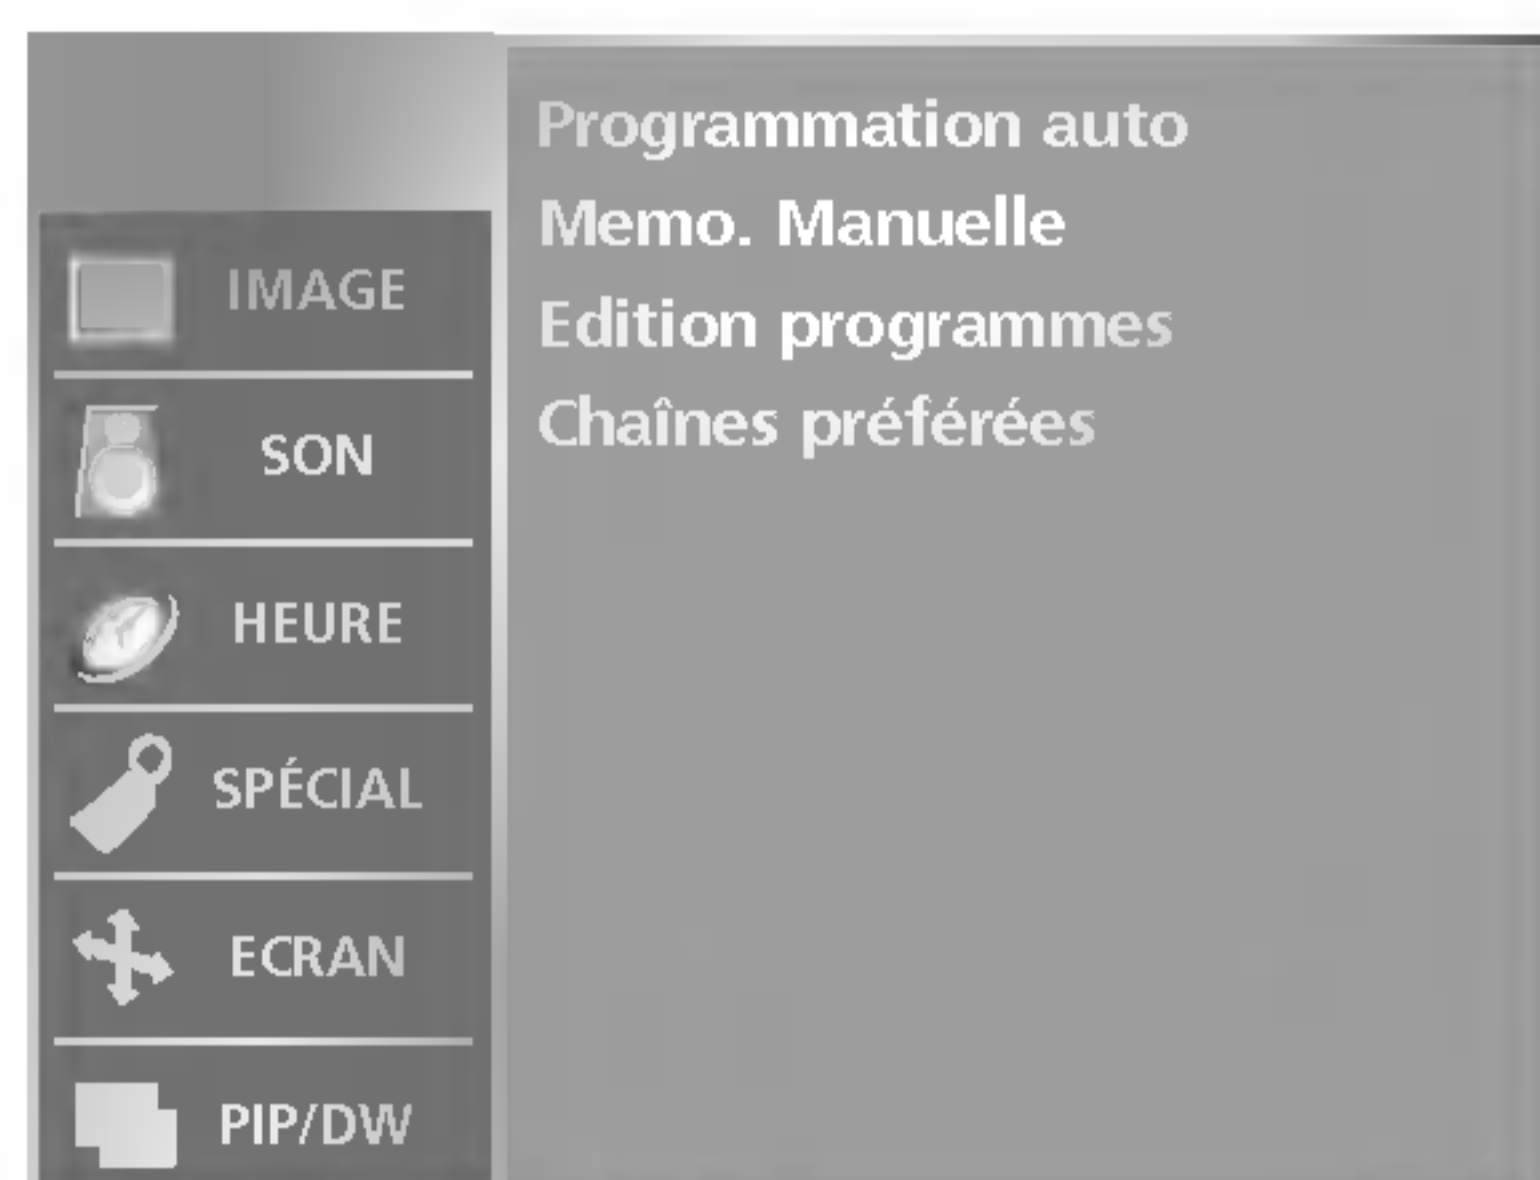 Programmation auto
Memo. Manuelle
Edition programmes
Chaînes préférées
IMAGE
SON
HEURE
SPÉCIAL
ECRAN
PIP/DW